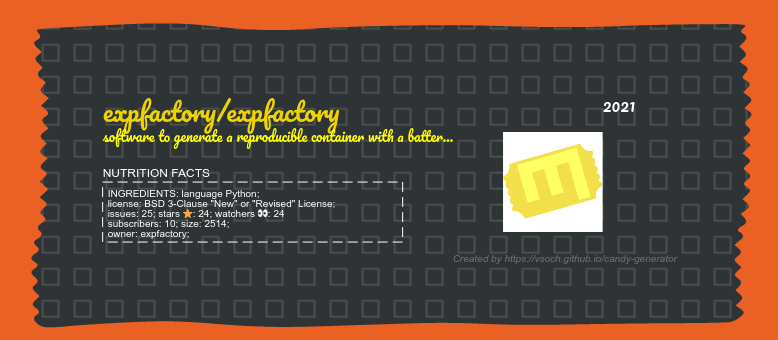 expfactory/expfactory
software to generate a reproducible container with a batter...
2021
NUTRITION FACTS
INGREDIENTS: language Python;
license: BSD 3-Clause "New" or "Revised" License;
issues: 25; stars ⭐: 24; watchers 👀: 24
subscribers: 10; size: 2514;
owner: expfactory;
Created by https://vsoch.github.io/candy-generator